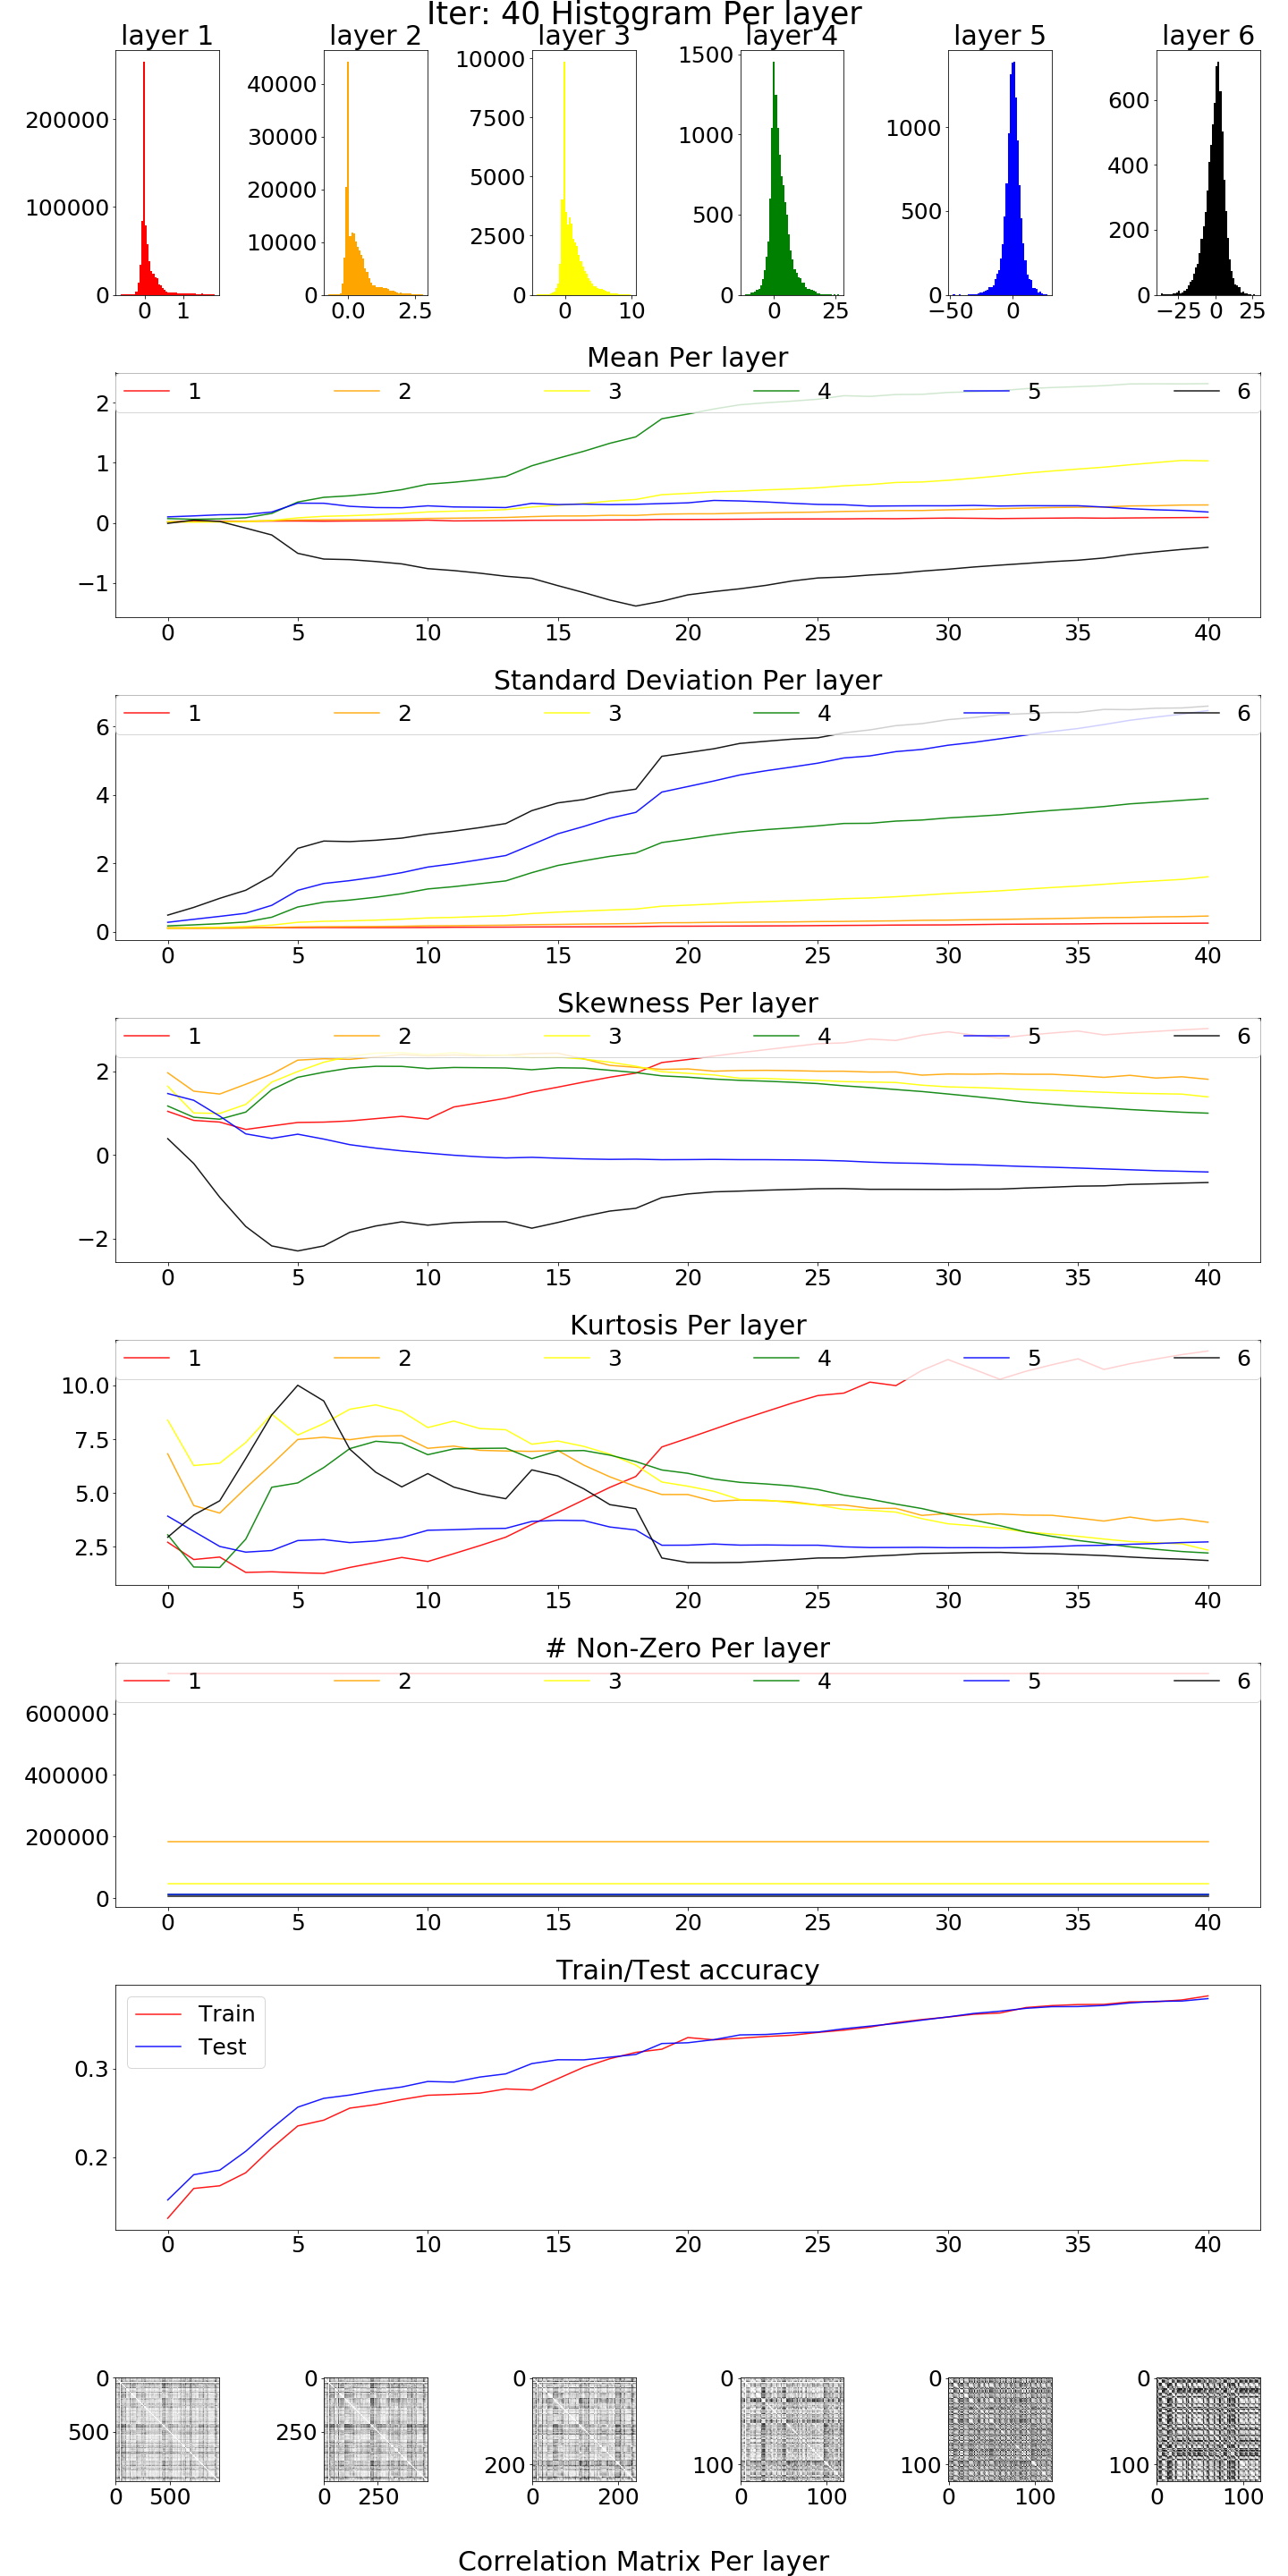 Iter: 40 Histogram Per layer
layer 1 layer 2 layer 3 layer 4 layer 5 layer 6
200000 100000 0 0 1
40000 30000 20000 10000 0 0.0 2.5
10000 7500 5000 2500 0 0 10
1500 1000 500 0 0 25
1000 500 0 −50 0
600 400 200 0 −25 0 25
Mean Per layer
1 2 3 4 5 6
2
1
0
−1
0 5 10 15 20 25 30 35 40
Standard Deviation Per layer
1 2 3 4 5 6
6
4
2
0
0 5 10 15 20 25 30 35 40
Skewness Per layer
1 2 3 4 5 6
2
0
−2
0 5 10 15 20 25 30 35 40
Kurtosis Per layer
1 2 3 4 5 6
10.0
7.5
5.0
2.5
0 5 10 15 20 25 30 35 40
# Non-Zero Per layer
1 2 3 4 5 6
600000
400000
200000
0
0 5 10 15 20 25 30 35 40
Train/Test accuracy
Train
Test
0.3
0.2
0 5 10 15 20 25 30 35 40
0 500 0 500
0 250 0 250
0 200 0 200
0 100 0 100
0 100 0 100
0 100 0 100
Correlation Matrix Per layer